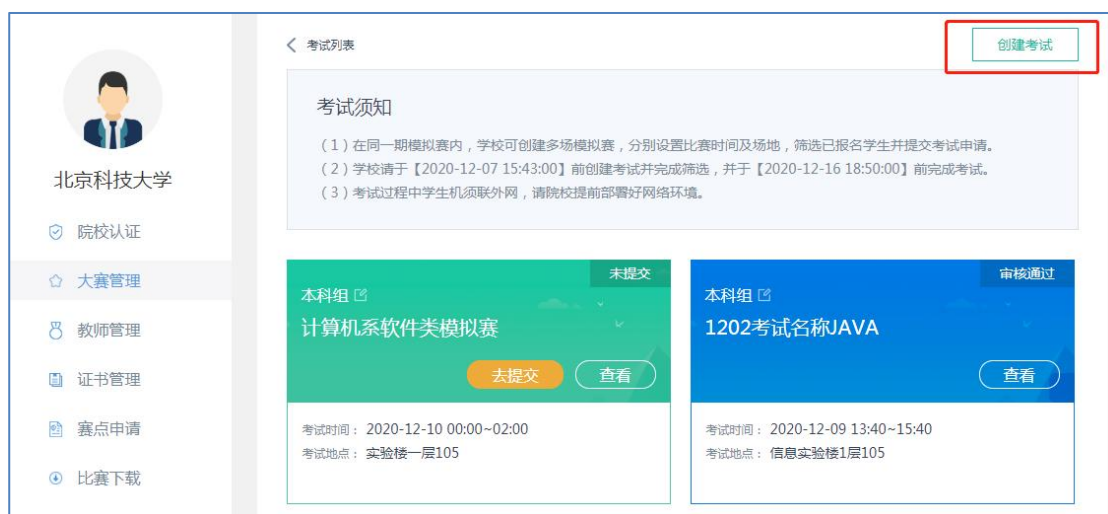 考试列表
创建考试
考试须知
（1）在同一期模拟赛内，学校可创建多场模拟赛，分别设置比赛时间及场地，筛选已报名学生并提交考试申请。
（2）学校请于【2020-12-07 15:43:00】前创建考试并完成筛选，并于【2020-12-16 18:50:00】前完成考试。
（3）考试过程中学生机须联外网，请院校提前部署好网络环境。
北京科技大学
院校认证
大赛管理
教师管理
证书管理
赛点申请
比赛下载
未提交
本科组
计算机系软件类模拟赛
去提交
查看
考试时间：2020-12-10 00:00~02:00
考试地点：实验楼一层105
审核通过
本科组
1202考试名称JAVA
查看
考试时间：2020-12-09 13:40~15:40
考试地点：信息实验楼1层105